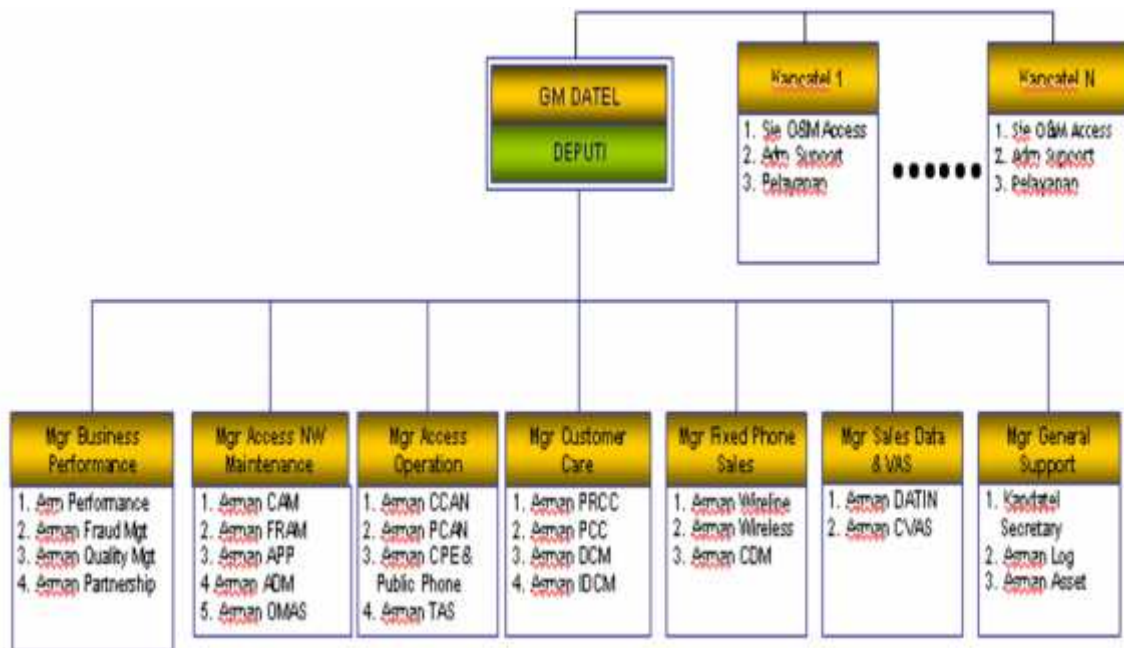 GM DATEL
DEPUTI
Kancatel 1
1. Sie O&M Access
2. Adm Support
3. Pelayanan
Kancatel N
1. Sie O&M Access
2. Adm Support
3. Pelayanan
Mgr Business
Performance
1. Asm Performance
2. Asman Fraud Mgt
3. Asman Quality Mgt
4. Asman Partnership
Mgr Access NW
Maintenance
1. Asman CAM
2. Asman FRAM
3. Asman APP
4 Asman ADM
5. Asman OMAS
Mgr Access
Operation
1. Asman CCAN
2. Asman PCAN
3. Asman CPE &
Public Phone
4. Asman TAS
Mgr Customer
Care
1. Asman PRCC
2. Asman PCC
3. Asman DCM
4. Asman IDCM
Mgr Fixed Phone
Sales
1. Asman Wireline
2. Asman Wireless
3. Asman CDM
Mgr Sales Data
& VAS
1. Asman DATIN
2. Asman CVAS
Mgr General
Support
1. Kandatel
Secretary
2. Asman Log
3. Asman Asset